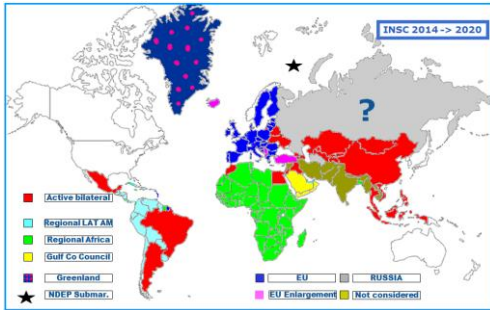 INSC 2014 -> 2020
?
Active bilateral
Regional LAT AM
Regional Africa
Gulf Co Council
Greenland
NDEP Submar.
EU
RUSSIA
EU Enlargement
Not considered